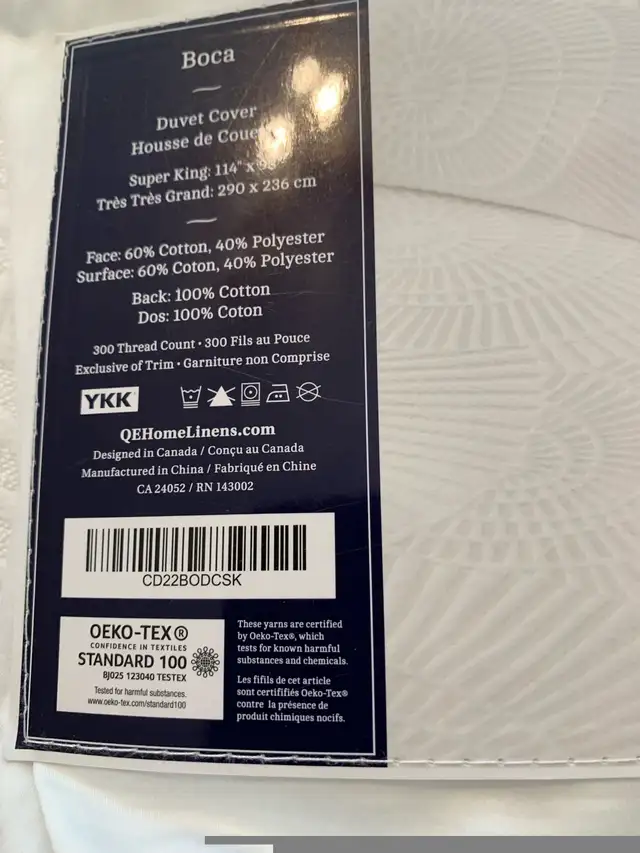 Boca
Duvet Cover
Housse de Coue
Super King: 114" x
Très Très Grand: 290 x 236 cm
Face: 60% Cotton, 40% Polyester
Surface: 60% Coton, 40% Polyester
Back: 100% Cotton
Dos: 100% Coton
300 Thread Count • 300 Fils au Pouce
Exclusive of Trim • Garniture non Comprise
YKK
QEHomeLinens.com
Designed in Canada / Conçu au Canada
Manufactured in China / Fabriqué en Chine
CA 24052 / RN 143002
CD22BODCSK
OEKO-TEX®
CONFIDENCE IN TEXTILES
STANDARD 100
BJ025 123040 TESTEX
Tested for harmful substances.
www.oeko-tex.com/standard100
These yarns are certified
by Oeko-Tex®, which
tests for known harmful
substances and chemicals.
Les fifils de cet article
sont certifiés Oeko-Tex®
contre la présence de
produit chimiques nocifs.